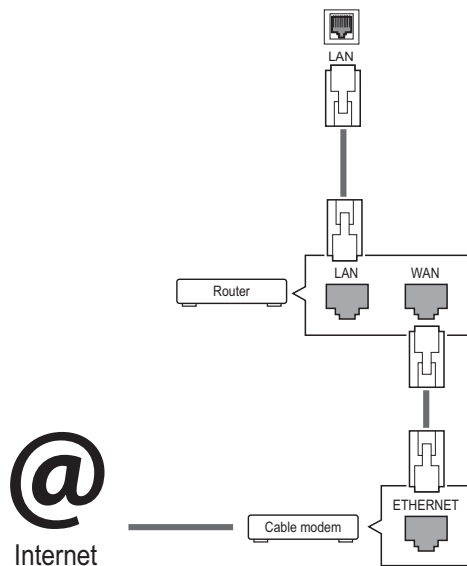 LAN
LAN WAN
Router
ETHERNET
@
Cable modem
Internet